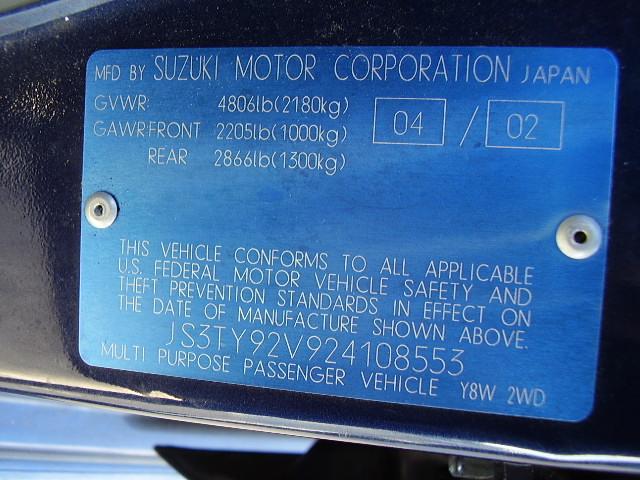 MFD BY SUZUKI MOTOR CORPORATION JAPAN
GVWR: 4806lb(2180kg) 04 / 02
GAWR:FRONT 2205lb(1000kg)
REAR 2866lb(1300kg)
THIS VEHICLE CONFORMS TO ALL APPLICABLE
U.S. FEDERAL MOTOR VEHICLE SAFETY AND
THEFT PREVENTION STANDARDS IN EFFECT ON
THE DATE OF MANUFACTURE SHOWN ABOVE.
JS3TY92V924108553
MULTI PURPOSE PASSENGER VEHICLE Y8W 2WD